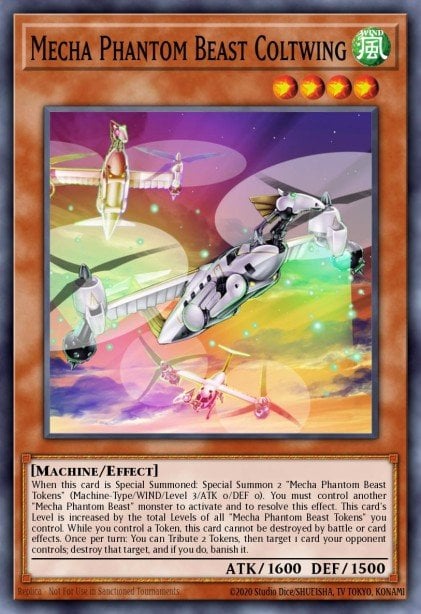 MECHA PHANTOM BEAST COLTWING
WIND
風
[MACHINE/EFFECT]
When this card is Special Summoned: Special Summon 2 "Mecha Phantom Beast
Tokens" (Machine-Type/WIND/Level 3/ATK 0/DEF 0). You must control another
"Mecha Phantom Beast" monster to activate and to resolve this effect. This card's
Level is increased by the total Levels of all "Mecha Phantom Beast Tokens" you
control. While you control a Token, this card cannot be destroyed by battle or card
effects. Once per turn: You can Tribute 2 Tokens, then target 1 card your opponent
controls; destroy that target, and if you do, banish it.
ATK/1600 DEF/1500
Replica - Not For Use in Sanctioned Tournaments
©2020 Studio Dice/SHUEISHA, TV TOKYO, KONAMI